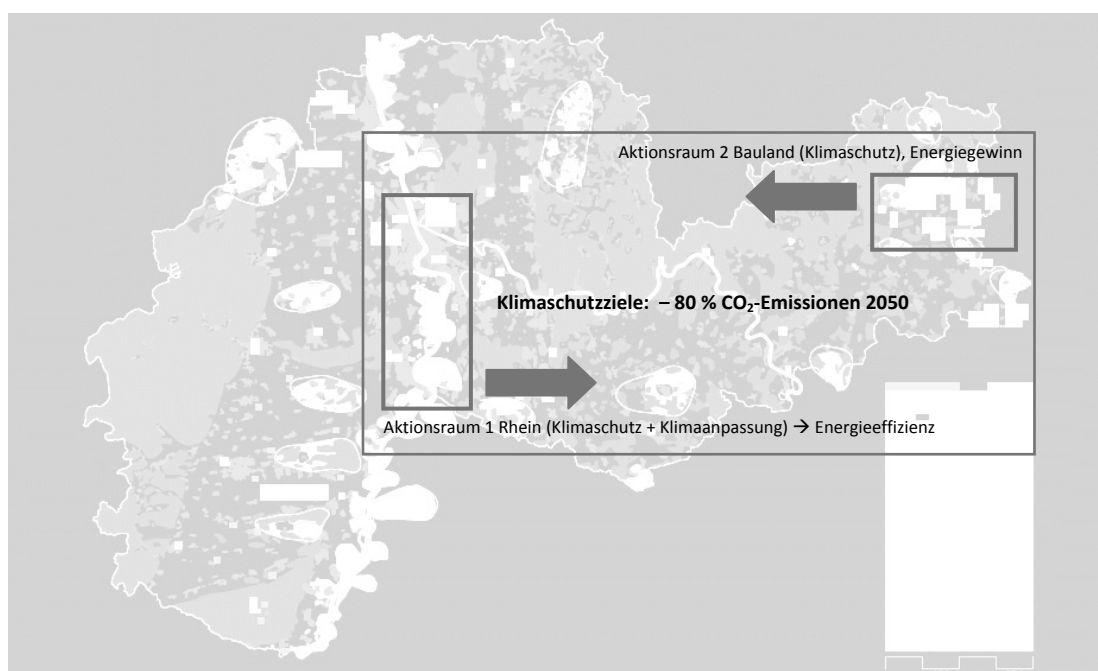 Aktionsraum 2 Bauland (Klimaschutz), Energiegewinn
Klimaschutzziele: – 80 % CO₂-Emissionen 2050
Aktionsraum 1 Rhein (Klimaschutz + Klimaanpassung) → Energieeffizienz